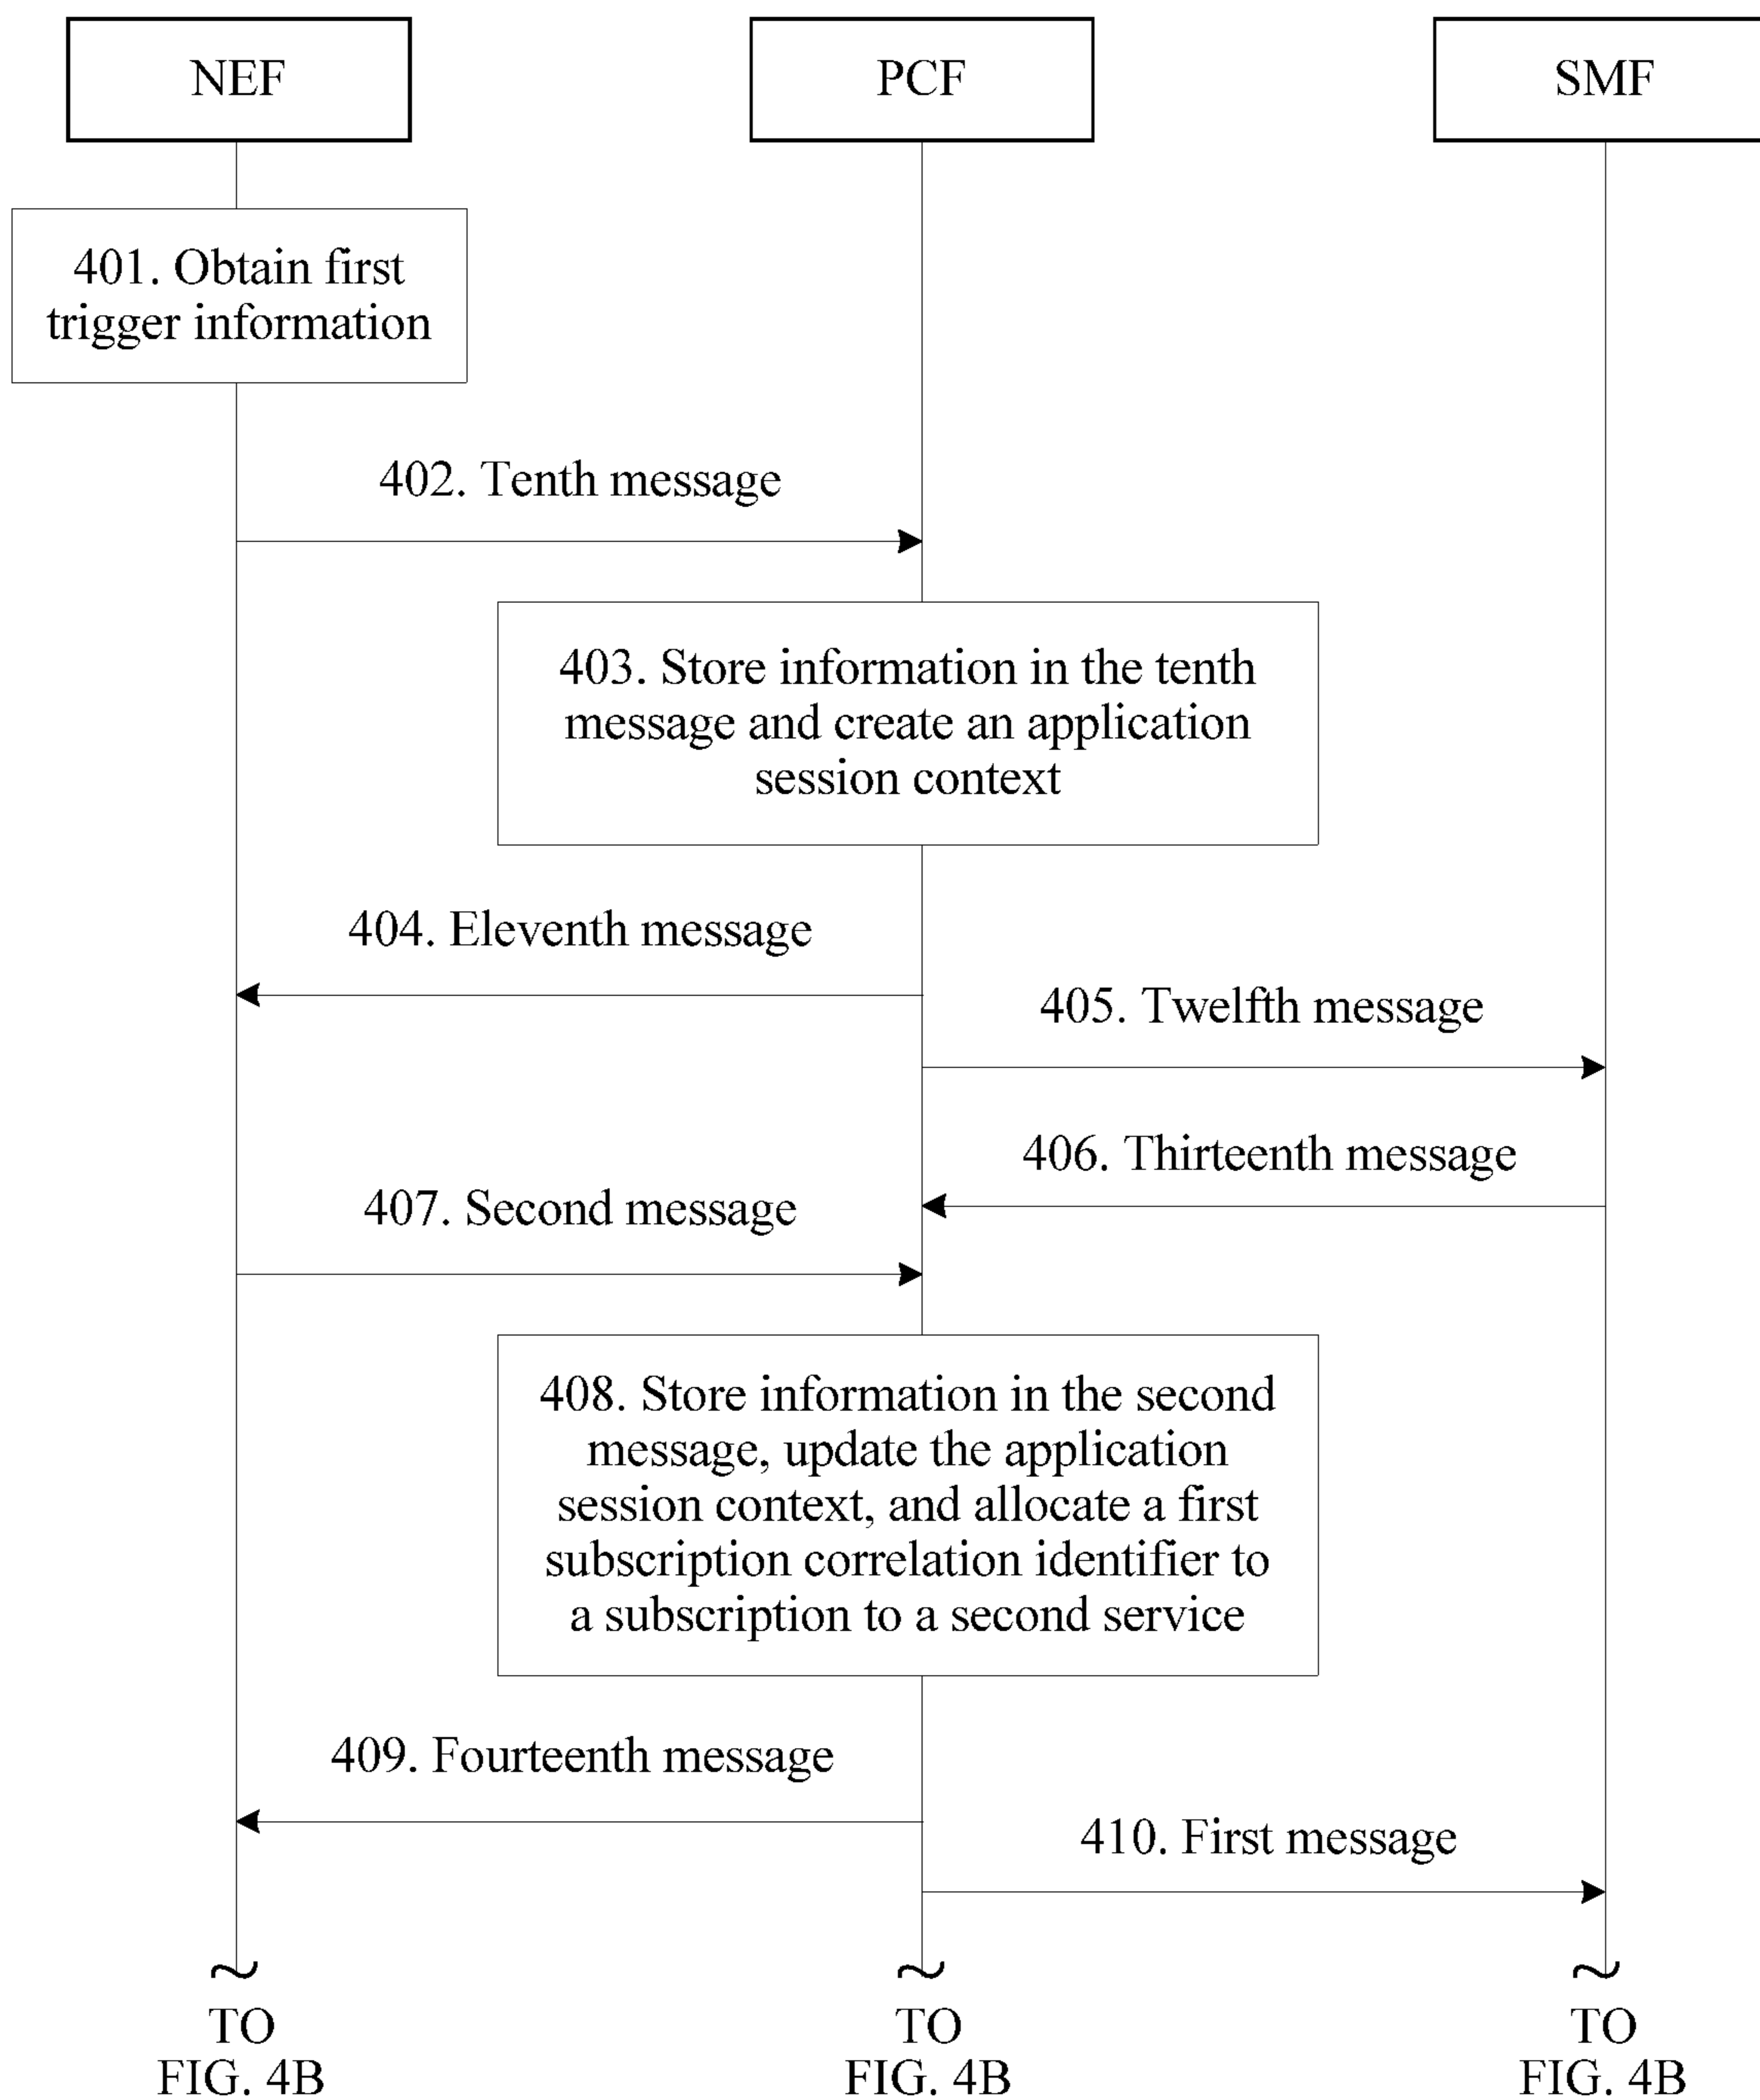 NEF
PCF
SMF
401. Obtain first
trigger information
402. Tenth message
403. Store information in the tenth
message and create an application
session context
404. Eleventh message
405. Twelfth message
406. Thirteenth message
407. Second message
408. Store information in the second
message, update the application
session context, and allocate a first
subscription correlation identifier to
a subscription to a second service
409. Fourteenth message
410. First message
TO
FIG. 4B
TO
FIG. 4B
TO
FIG. 4B